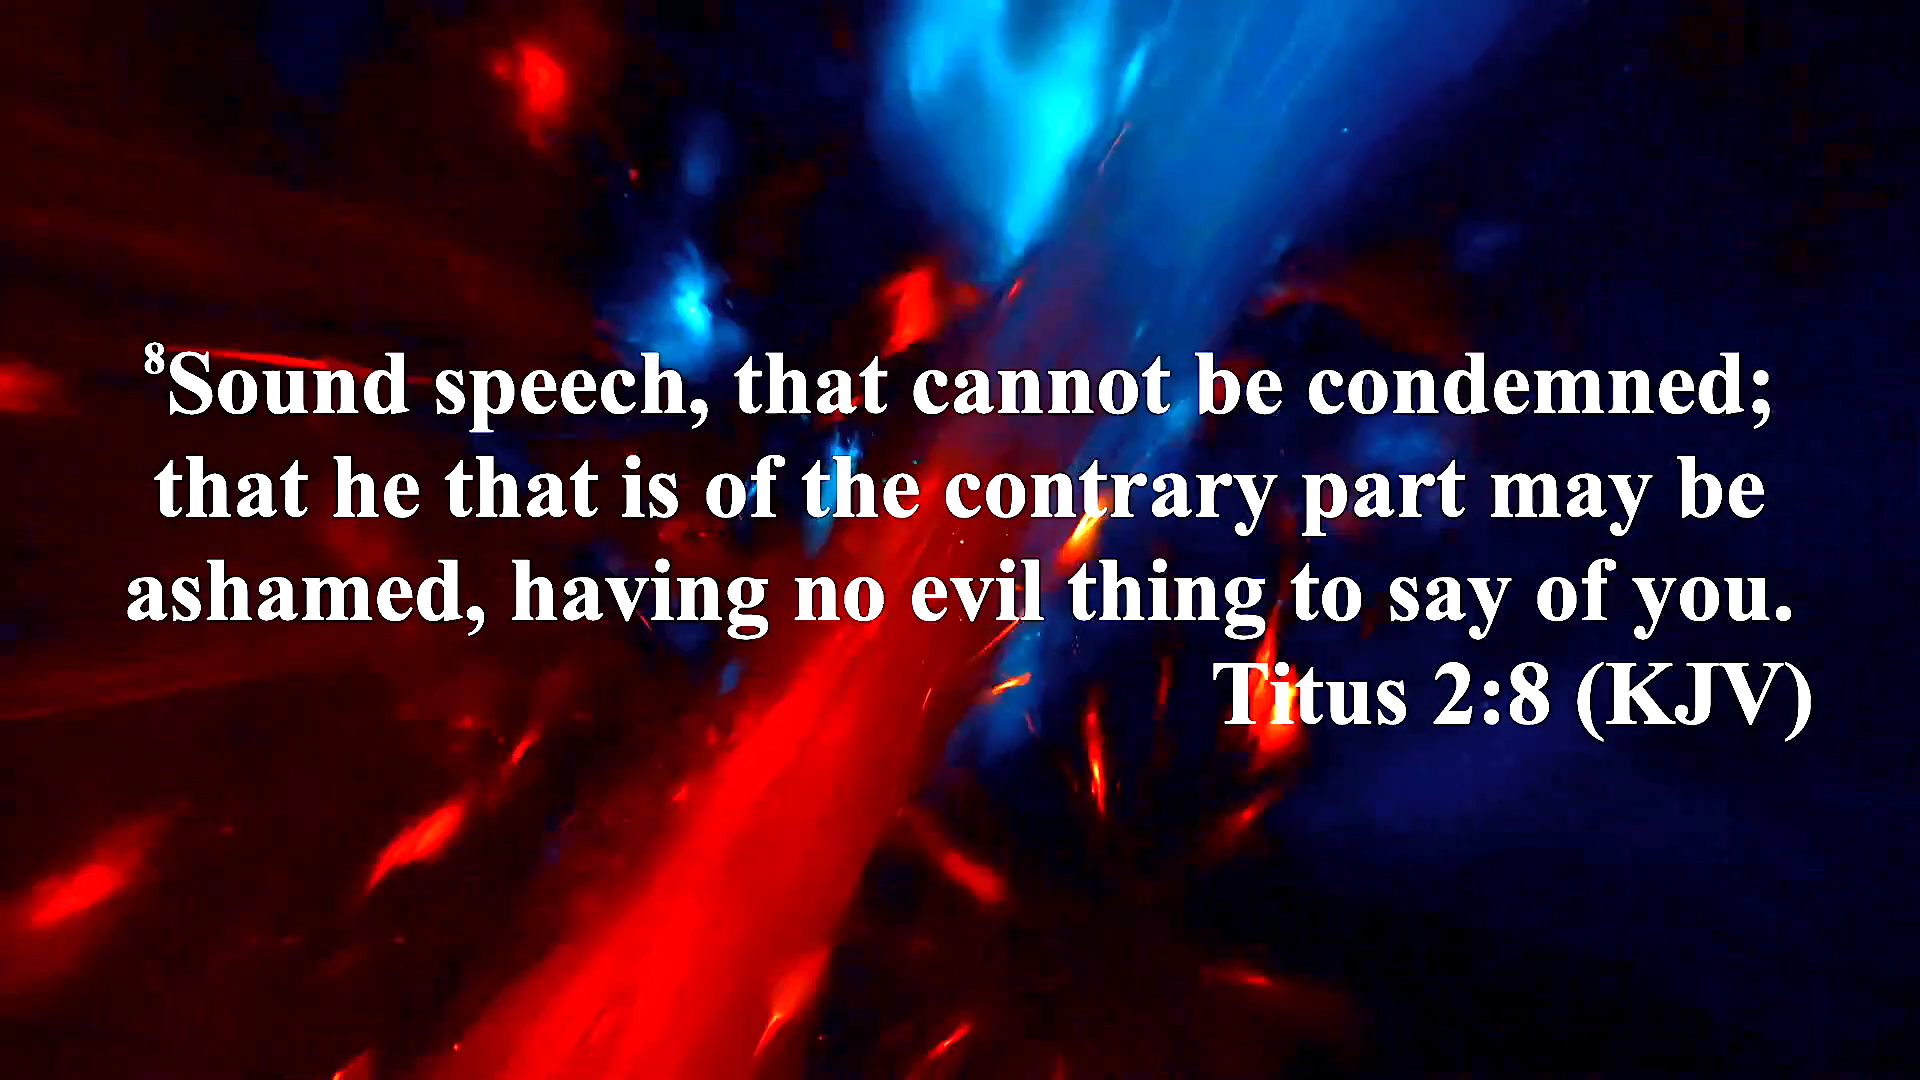 ⁸Sound speech, that cannot be condemned;
that he that is of the contrary part may be
ashamed, having no evil thing to say of you.
Titus 2:8 (KJV)